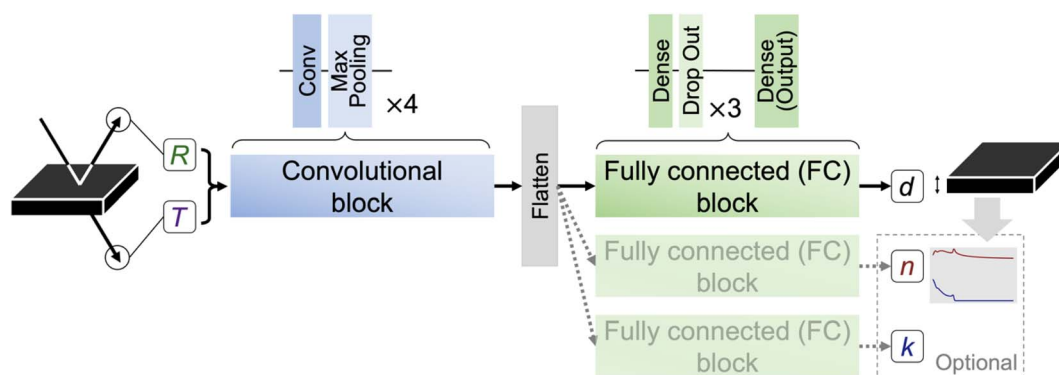 Conv
Max
Pooling
×4
Dense
Drop Out
×3
Dense
(Output)
R
T
Convolutional
block
Flatten
Fully connected (FC)
block
d
Fully connected (FC)
block
n
Fully connected (FC)
block
k
Optional